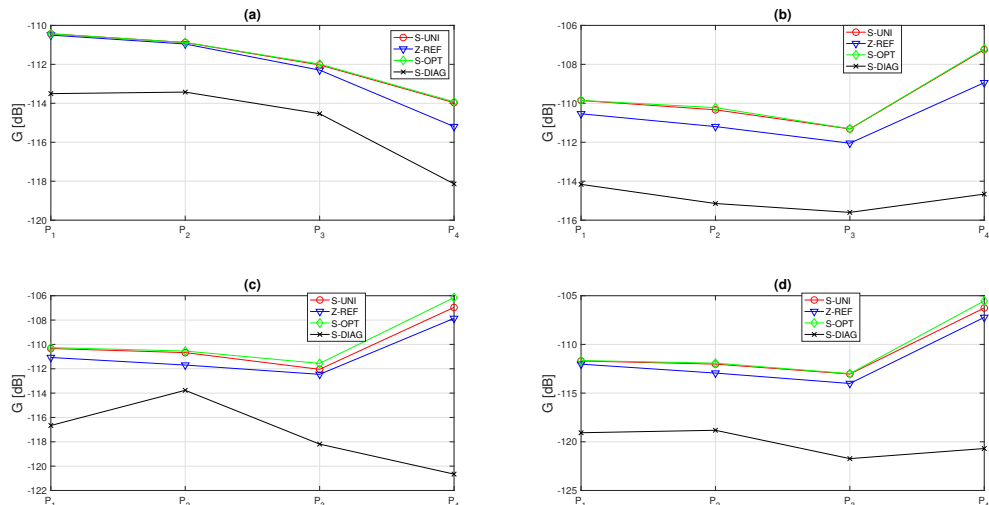 (a)
G [dB]
-110
-112
-114
-116
-118
-120
P1
P2
P3
P4
S-UNI
Z-REF
S-OPT
S-DIAG
(b)
G [dB]
-106
-108
-110
-112
-114
-116
P1
P2
P3
P4
S-UNI
Z-REF
S-OPT
S-DIAG
(c)
G [dB]
-106
-108
-110
-112
-114
-116
-118
-120
-122
P1
P2
P3
P4
S-UNI
Z-REF
S-OPT
S-DIAG
(d)
G [dB]
-105
-110
-115
-120
-125
P1
P2
P3
P4
S-UNI
Z-REF
S-OPT
S-DIAG